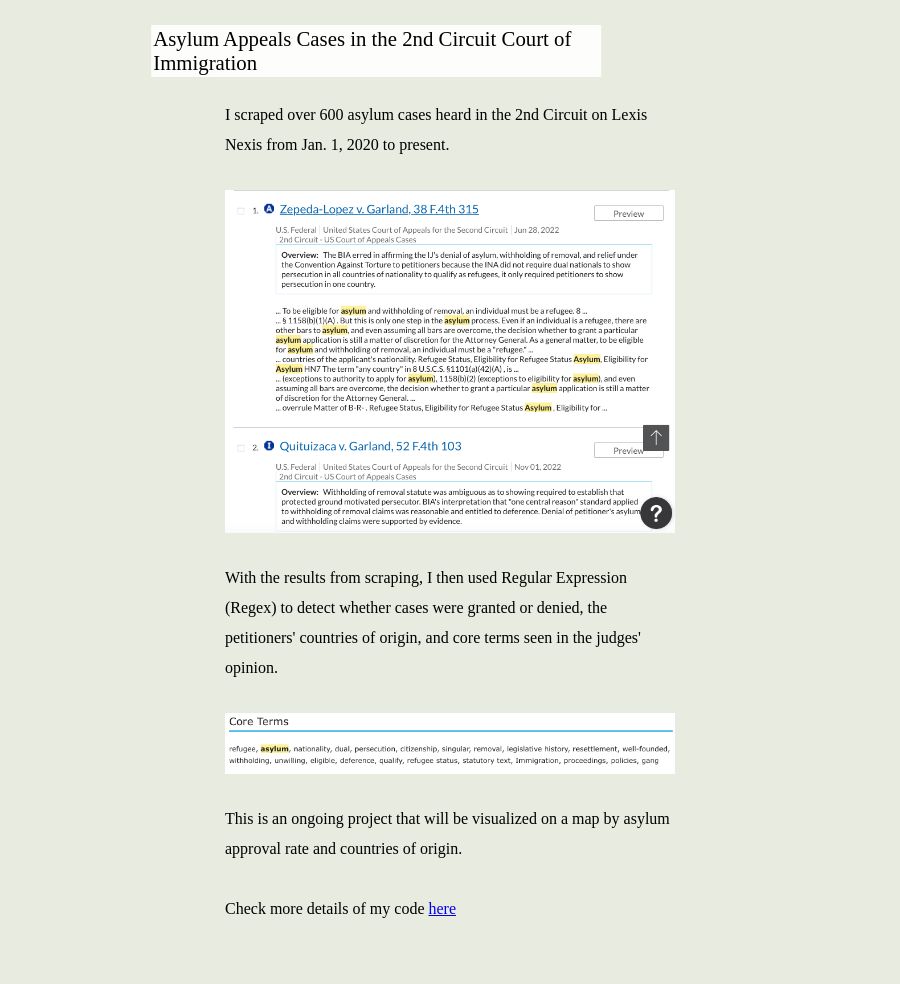 Asylum Appeals Cases in the 2nd Circuit Court of
Immigration
I scraped over 600 asylum cases heard in the 2nd Circuit on Lexis
Nexis from Jan. 1, 2020 to present.
1. A Zepeda-Lopez v. Garland, 38 F.4th 315
Preview
U.S. Federal | United States Court of Appeals for the Second Circuit | Jun 28, 2022
2nd Circuit - US Court of Appeals Cases
Overview: The BIA erred in affirming the IJ's denial of asylum, withholding of removal, and relief under
the Convention Against Torture to petitioners because the INA did not require dual nationals to show
persecution in all countries of nationality to qualify as refugees, it only required petitioners to show
persecution in one country.
... To be eligible for asylum and withholding of removal, an individual must be a refugee. 8 ...
... § 1158(b)(1)(A) . But this is only one step in the asylum process. Even if an individual is a refugee, there are
other bars to asylum, and even assuming all bars are overcome, the decision whether to grant a particular
asylum application is still a matter of discretion for the Attorney General. As a general matter, to be eligible
for asylum and withholding of removal, an individual must be a "refugee." ...
... countries of the applicant's nationality. Refugee Status, Eligibility for Refugee Status Asylum, Eligibility for
Asylum HN7 The term "any country" in 8 U.S.C.S. §1101(a)(42)(A) , is ...
... (exceptions to authority to apply for asylum), 1158(b)(2) (exceptions to eligibility for asylum), and even
assuming all bars are overcome, the decision whether to grant a particular asylum application is still a matter
of discretion for the Attorney General. ...
... overrule Matter of B-R- . Refugee Status, Eligibility for Refugee Status Asylum , Eligibility for ...
2. I Quituizaca v. Garland, 52 F.4th 103
Preview
U.S. Federal | United States Court of Appeals for the Second Circuit | Nov 01, 2022
2nd Circuit - US Court of Appeals Cases
Overview: Withholding of removal statute was ambiguous as to showing required to establish that
protected ground motivated persecutor. BIA's interpretation that "one central reason" standard applied
to withholding of removal claims was reasonable and entitled to deference. Denial of petitioner's asylum
and withholding claims were supported by evidence.
?
With the results from scraping, I then used Regular Expression
(Regex) to detect whether cases were granted or denied, the
petitioners' countries of origin, and core terms seen in the judges'
opinion.
Core Terms
refugee, asylum, nationality, dual, persecution, citizenship, singular, removal, legislative history, resettlement, well-founded,
withholding, unwilling, eligible, deference, qualify, refugee status, statutory text, Immigration, proceedings, policies, gang
This is an ongoing project that will be visualized on a map by asylum
approval rate and countries of origin.
Check more details of my code here